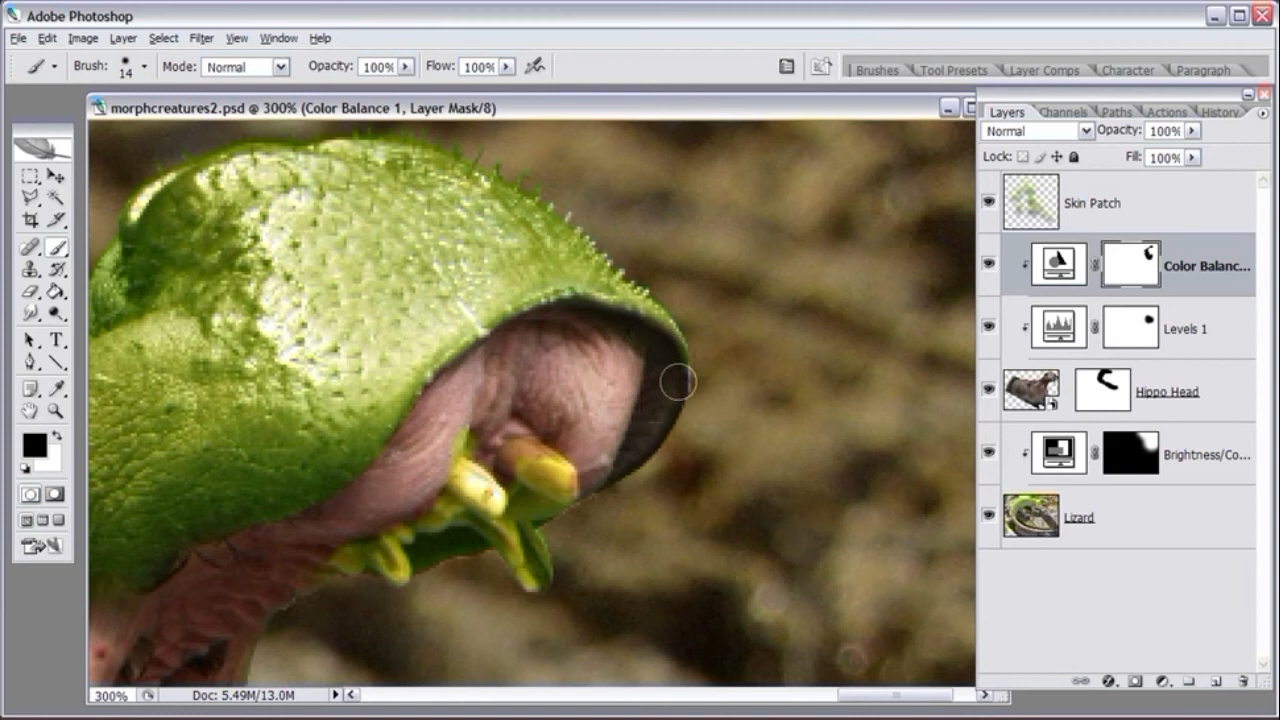 Adobe Photoshop
File Edit Image Layer Select Filter View Window Help
Brush: 14 Mode: Normal Opacity: 100% Flow: 100% Brushes Tool Presets Layer Comps Character Paragraph
morphcreatures2.psd @ 300% (Color Balance 1, Layer Mask/8)
Layers Channels Paths Actions History
Normal Opacity: 100%
Lock: Fill: 100%
Skin Patch
Color Balanc...
Levels 1
Hippo Head
Brightness/Co...
Lizard
300% Doc: 5.49M/13.0M